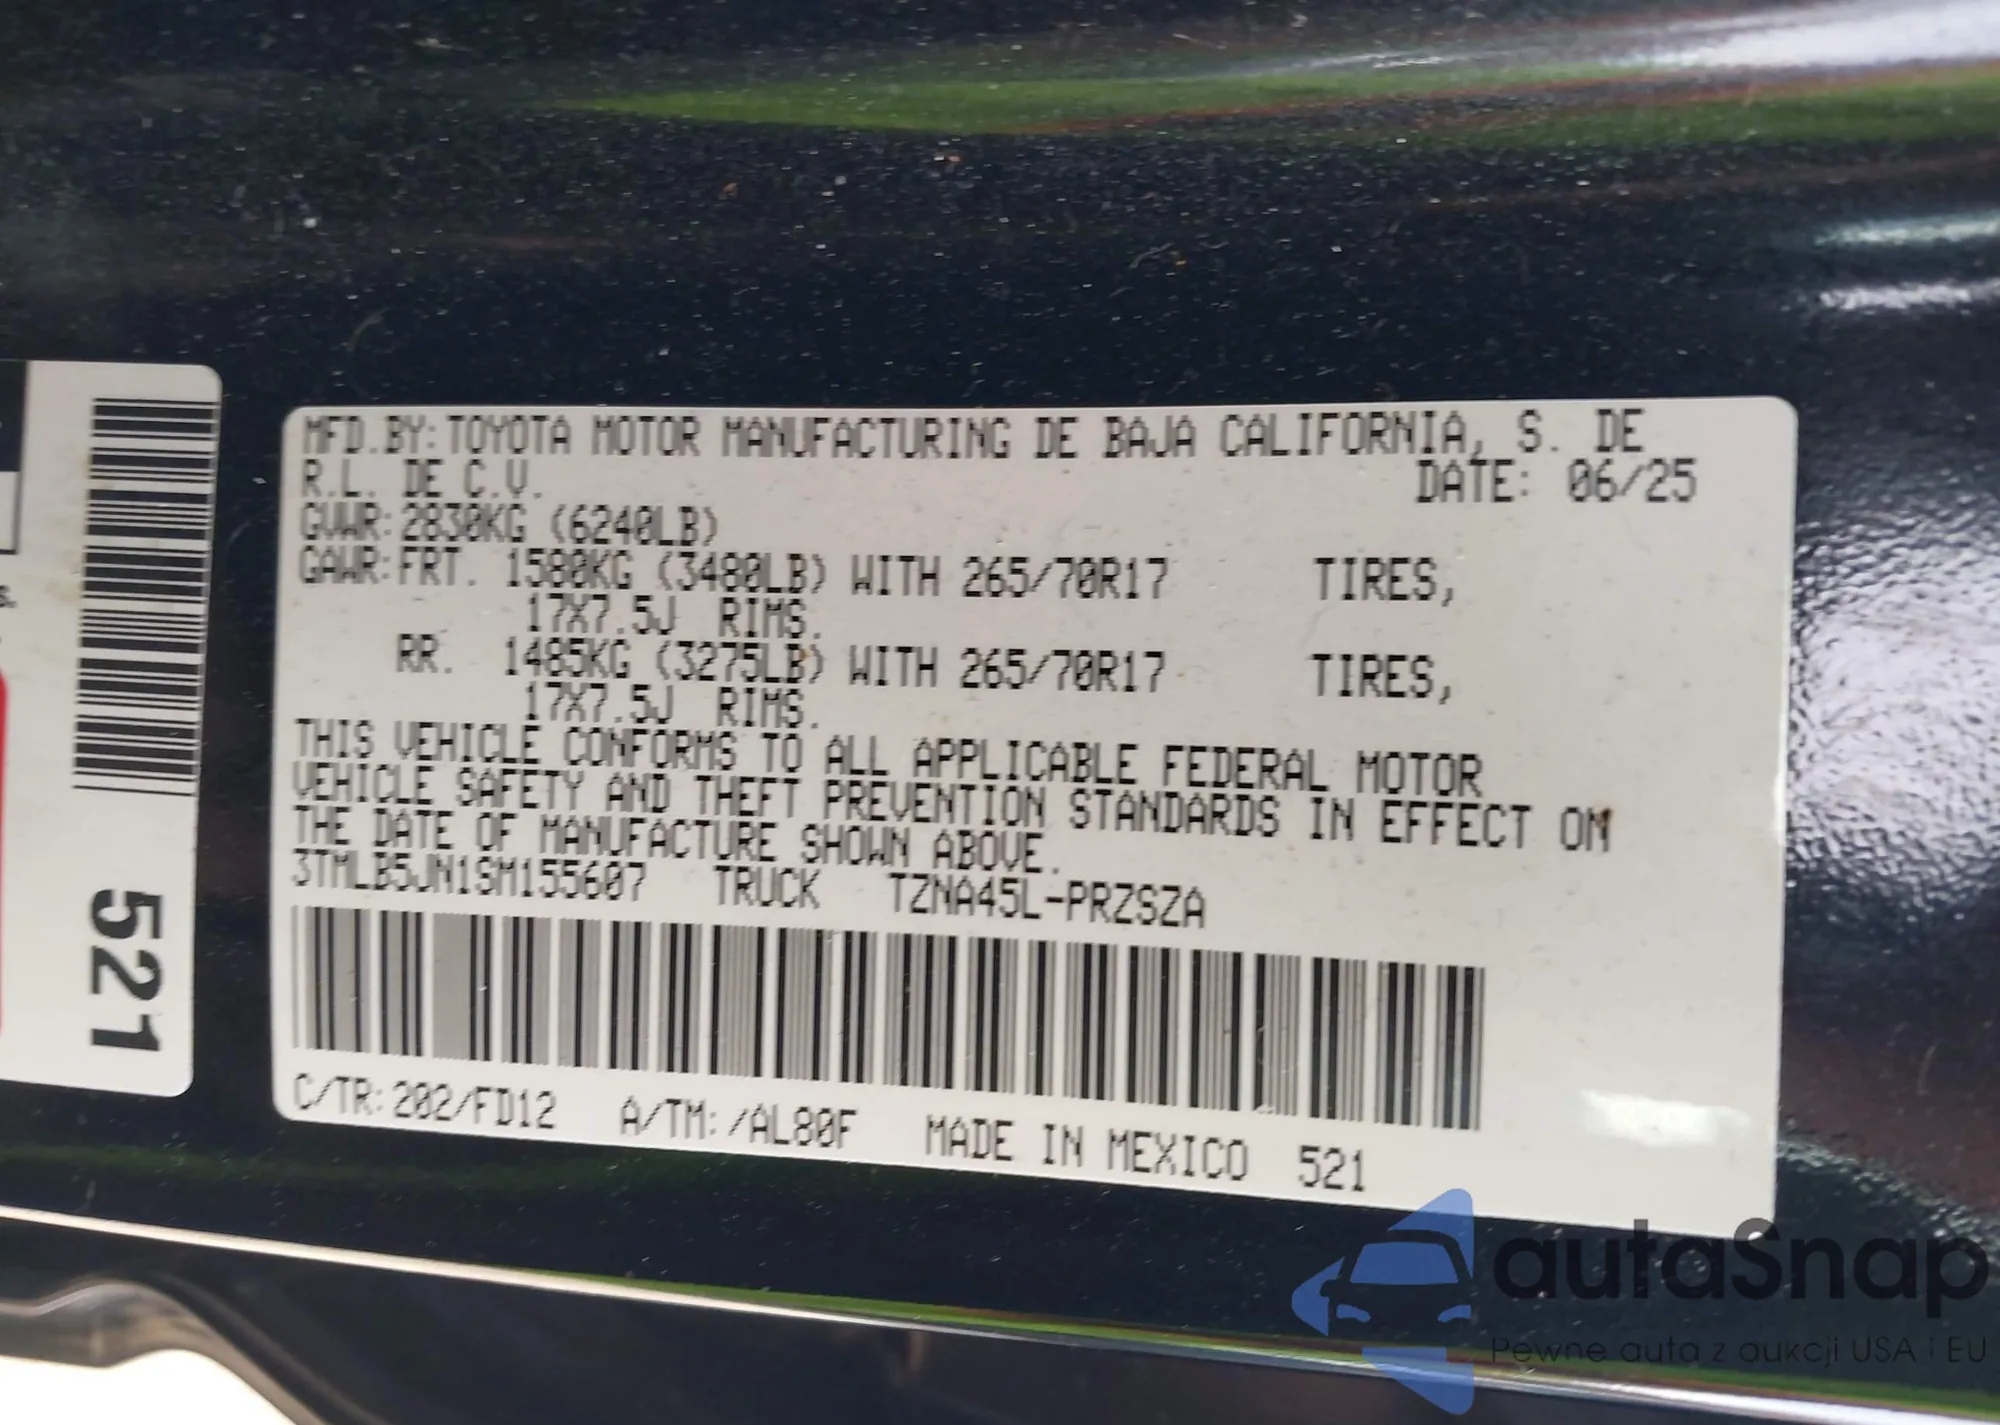 MFD.BY:TOYOTA MOTOR MANUFACTURING DE BAJA CALIFORNIA, S. DE
R.L. DE C.V. DATE: 06/25
GVWR:2830KG (6240LB)
GAWR:FRT. 1580KG (3480LB) WITH 265/70R17 TIRES,
17X7.5J RIMS.
RR. 1485KG (3275LB) WITH 265/70R17 TIRES,
17X7.5J RIMS.
THIS VEHICLE CONFORMS TO ALL APPLICABLE FEDERAL MOTOR
VEHICLE SAFETY AND THEFT PREVENTION STANDARDS IN EFFECT ON
THE DATE OF MANUFACTURE SHOWN ABOVE.
3TMLB5JN1SM155607 TRUCK TZNA45L-PRZSZA
C/TR:202/FD12 A/TM:/AL80F MADE IN MEXICO 521
521
autaSnap
Pewne auta z aukcji USA i EU